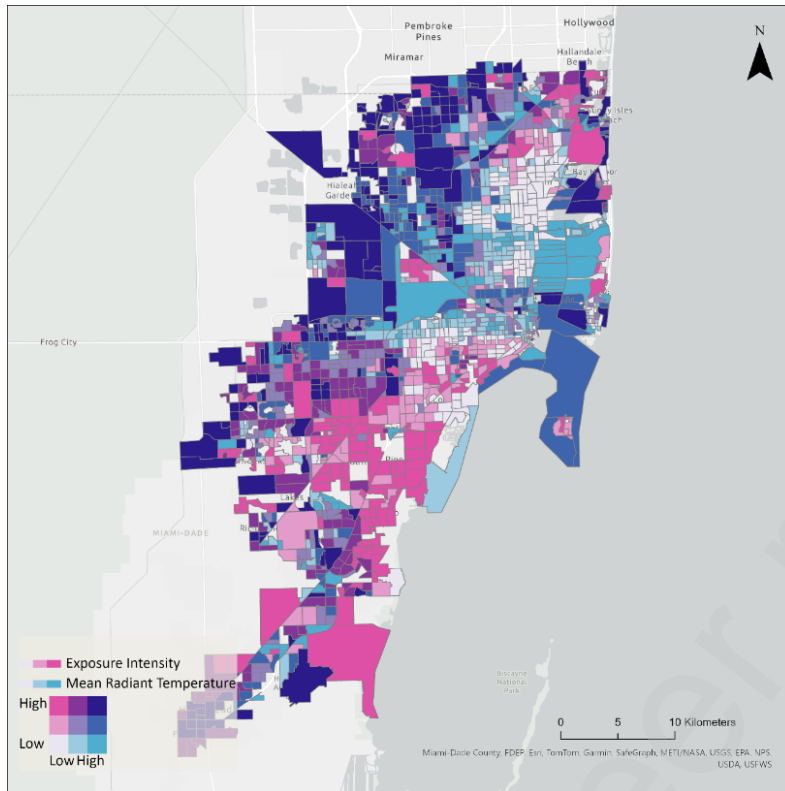 Hollywood
Pembroke
Pines
Hallandale
Beach
Miramar
N
Hialeah
Frog City
Lakes
MIAMI-DADE
Exposure Intensity
Mean Radiant Temperature
High
Low
Low High
Biscayne
National
Park
0 5 10 Kilometers
Miami-Dade County, FDEP, Esri, TomTom, Garmin, SafeGraph, METI/NASA, USGS, EPA, NPS,
USDA, USFWS